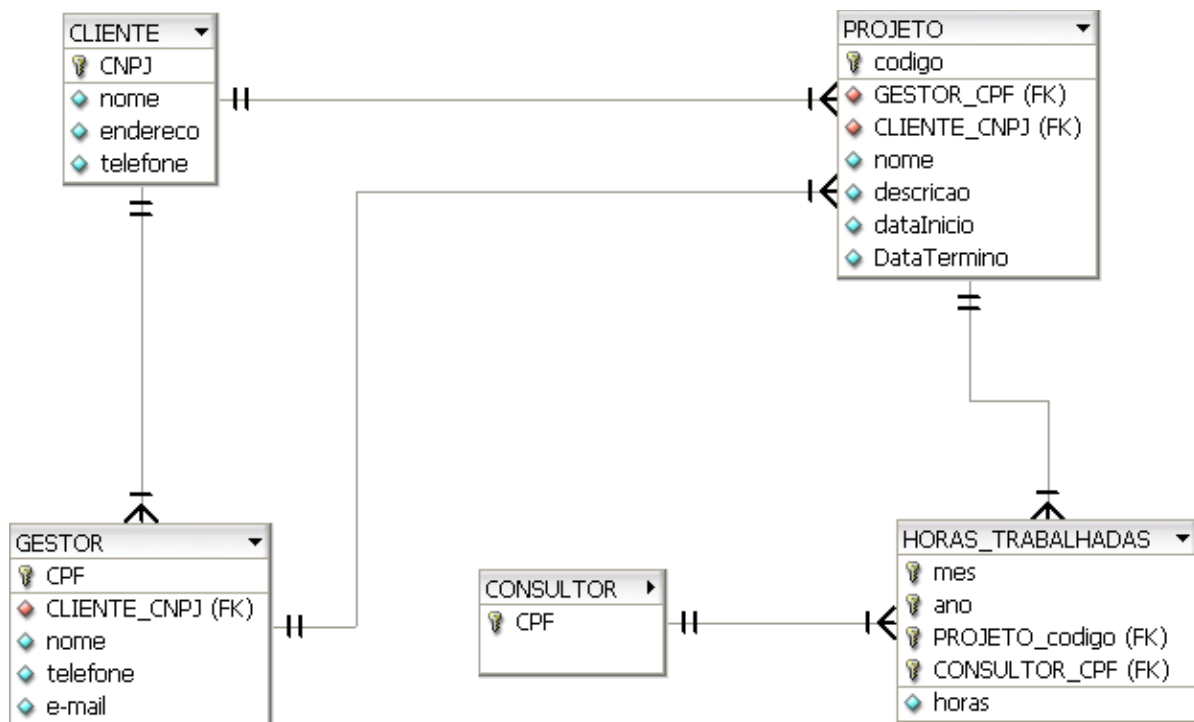 CLIENTE
CNPJ
nome
endereco
telefone
PROJETO
codigo
GESTOR_CPF (FK)
CLIENTE_CNPJ (FK)
nome
descricao
dataInicio
DataTermino
GESTOR
CPF
CLIENTE_CNPJ (FK)
nome
telefone
e-mail
CONSULTOR
CPF
HORAS_TRABALHADAS
mes
ano
PROJETO_codigo (FK)
CONSULTOR_CPF (FK)
horas